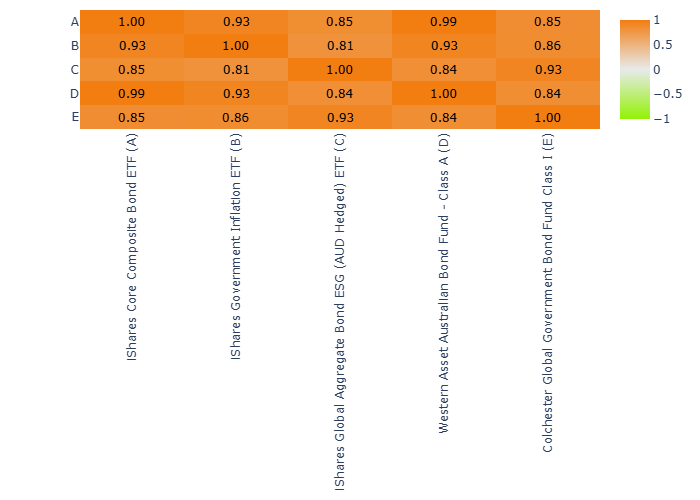 A 1.00 0.93 0.85 0.99 0.85
B 0.93 1.00 0.81 0.93 0.86
C 0.85 0.81 1.00 0.84 0.93
D 0.99 0.93 0.84 1.00 0.84
E 0.85 0.86 0.93 0.84 1.00
IShares Core Composite Bond ETF (A)
IShares Government Inflation ETF (B)
IShares Global Aggregate Bond ESG (AUD Hedged) ETF (C)
Western Asset Australian Bond Fund - Class A (D)
Colchester Global Government Bond Fund Class I (E)
1
0.5
0
−0.5
−1